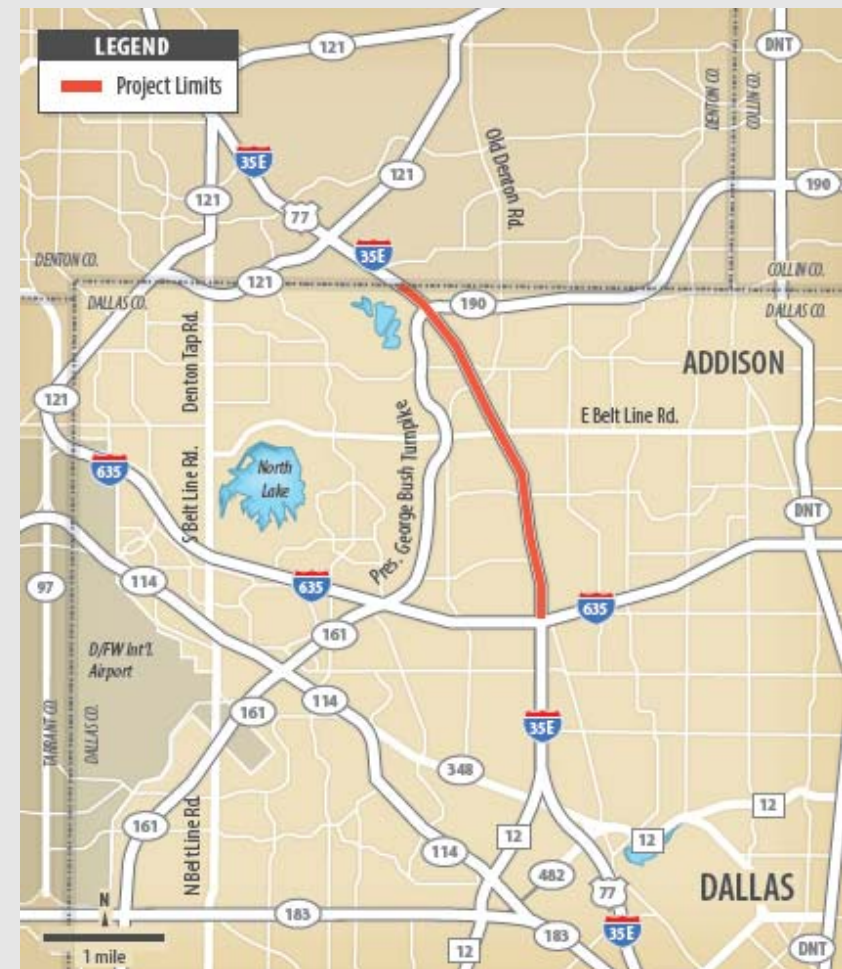 LEGEND
Project Limits
121
DNT
DENTON CO.
COLLIN CO.
Old Denton Rd.
35E
121
121
190
77
35E
DENTON CO.
121
COLLIN CO.
DALLAS CO.
190
DALLAS CO.
Denton Tap Rd.
ADDISON
121
Pres. George Bush Turnpike
E Belt Line Rd.
635
S Belt Line Rd.
North
Lake
DNT
97
114
635
635
161
D/FW Int'l.
Airport
114
161
TARRANT CO.
DALLAS CO.
35E
348
12
161
N Belt Line Rd.
12
12
114
482
77
DALLAS
N
183
183
35E
12
DNT
1 mile